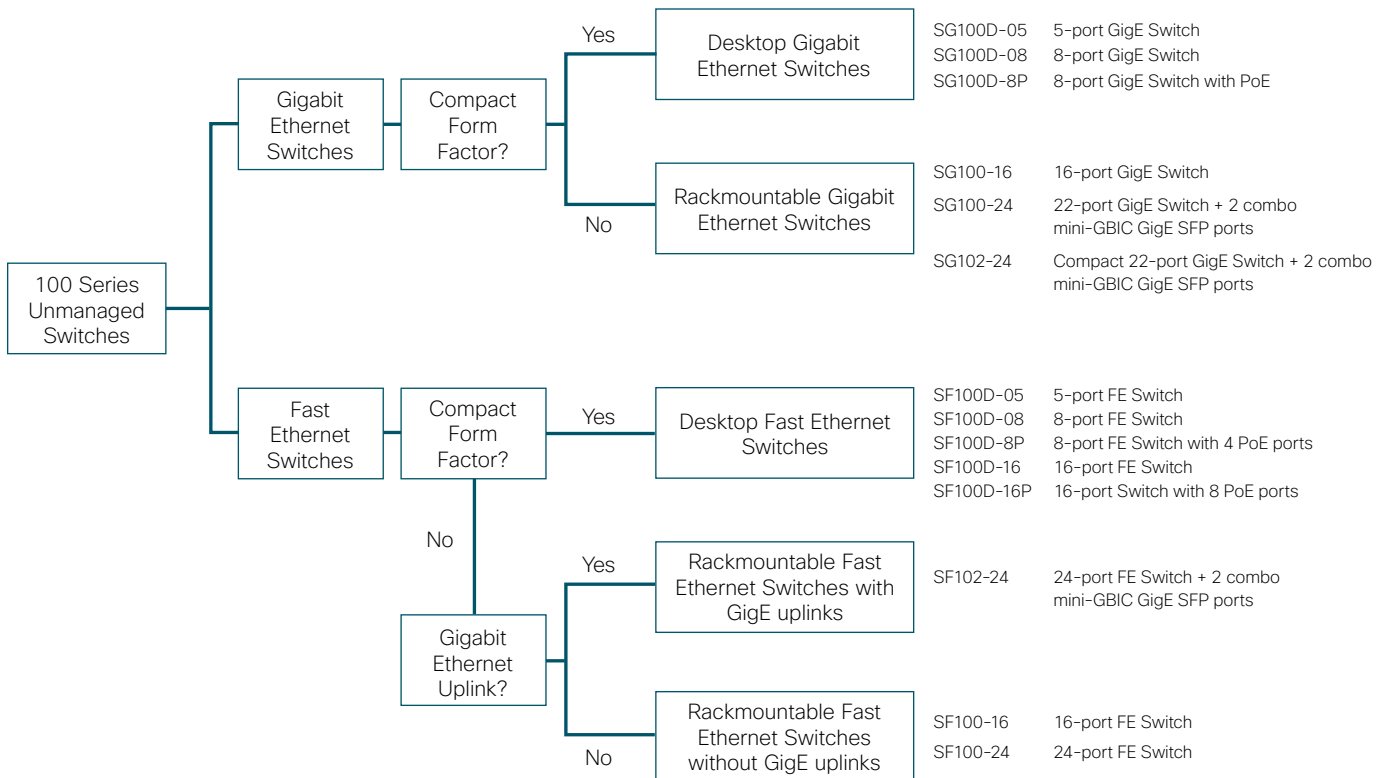 100 Series
Unmanaged
Switches
Gigabit
Ethernet
Switches
Compact
Form
Factor?
Yes
Desktop Gigabit
Ethernet Switches
SG100D-05 5-port GigE Switch
SG100D-08 8-port GigE Switch
SG100D-8P 8-port GigE Switch with PoE
No
Rackmountable Gigabit
Ethernet Switches
SG100-16 16-port GigE Switch
SG100-24 22-port GigE Switch + 2 combo
mini-GBIC GigE SFP ports
SG102-24 Compact 22-port GigE Switch + 2 combo
mini-GBIC GigE SFP ports
Fast
Ethernet
Switches
Compact
Form
Factor?
Yes
Desktop Fast Ethernet
Switches
SF100D-05 5-port FE Switch
SF100D-08 8-port FE Switch
SF100D-8P 8-port FE Switch with 4 PoE ports
SF100D-16 16-port FE Switch
SF100D-16P 16-port Switch with 8 PoE ports
No
Gigabit
Ethernet
Uplink?
Yes
Rackmountable Fast
Ethernet Switches with
GigE uplinks
SF102-24 24-port FE Switch + 2 combo
mini-GBIC GigE SFP ports
No
Rackmountable Fast
Ethernet Switches
without GigE uplinks
SF100-16 16-port FE Switch
SF100-24 24-port FE Switch